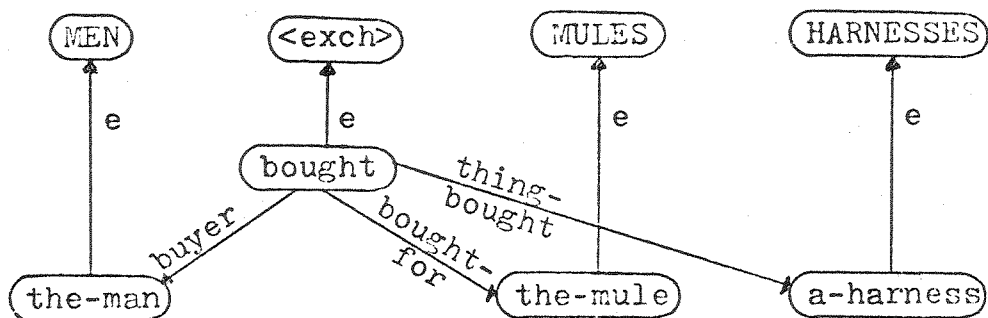 MEN <exch> MULES HARNESSES
e e e e
bought
thing-
bought
buyer
bought-
for
the-man the-mule a-harness